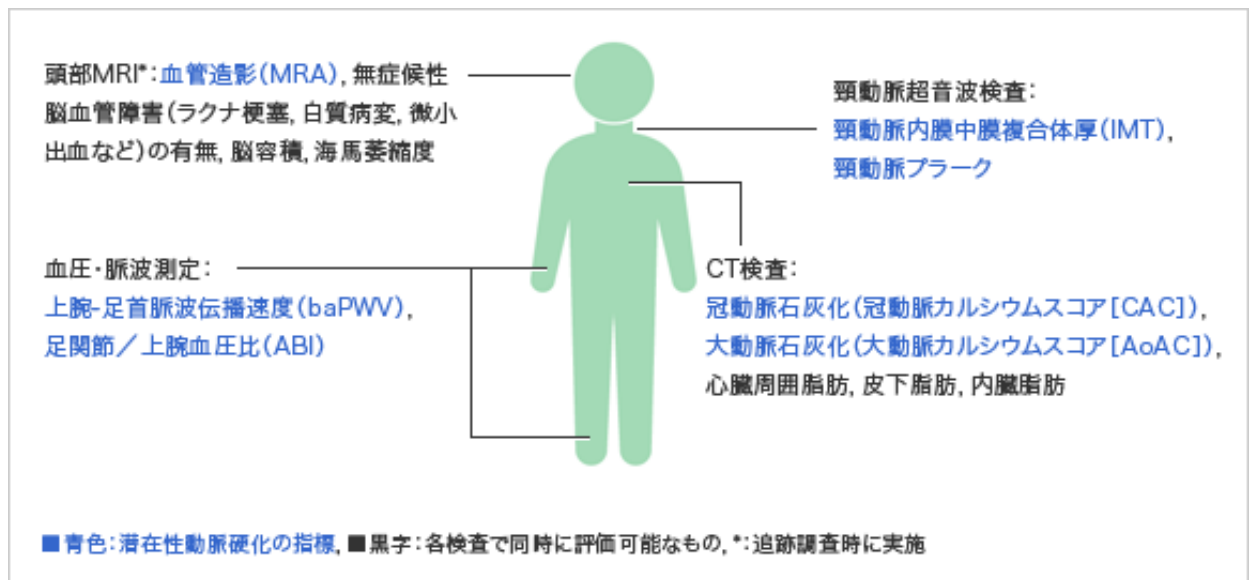 頭部MRI*:血管造影(MRA), 無症候性
脳血管障害(ラクナ梗塞, 白質病変, 微小
出血など)の有無, 脳容積, 海馬萎縮度
頸動脈超音波検査:
頸動脈内膜中膜複合体厚(IMT),
頸動脈プラーク
血圧・脈波測定:
上腕-足首脈波伝播速度(baPWV),
足関節/上腕血圧比(ABI)
CT検査:
冠動脈石灰化(冠動脈カルシウムスコア[CAC]),
大動脈石灰化(大動脈カルシウムスコア[AoAC]),
心臓周囲脂肪, 皮下脂肪, 内臓脂肪
■青色:潜在性動脈硬化の指標, ■黒字:各検査で同時に評価可能なもの, *:追跡調査時に実施